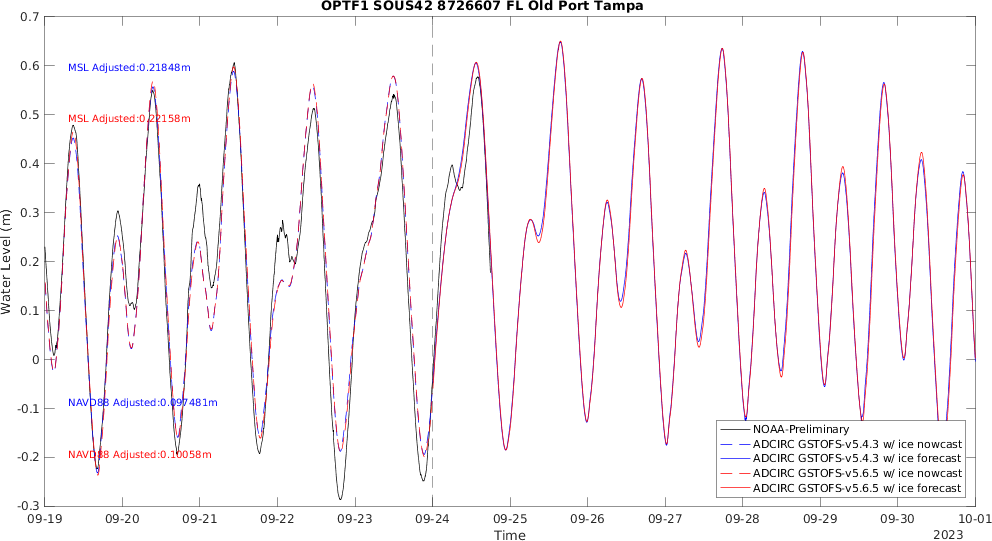 OPTF1 SOUS42 8726607 FL Old Port Tampa
0.7
0.6
0.5
0.4
0.3
0.2
0.1
0
-0.1
-0.2
-0.3
Water Level (m)
MSL Adjusted:0.21848m
MSL Adjusted:0.22158m
NAVD88 Adjusted:0.097481m
NAVD88 Adjusted:0.10058m
NOAA-Preliminary
ADCIRC GSTOFS-v5.4.3 w/ ice nowcast
ADCIRC GSTOFS-v5.4.3 w/ ice forecast
ADCIRC GSTOFS-v5.6.5 w/ ice nowcast
ADCIRC GSTOFS-v5.6.5 w/ ice forecast
09-19 09-20 09-21 09-22 09-23 09-24 09-25 09-26 09-27 09-28 09-29 09-30 10-01
Time
2023